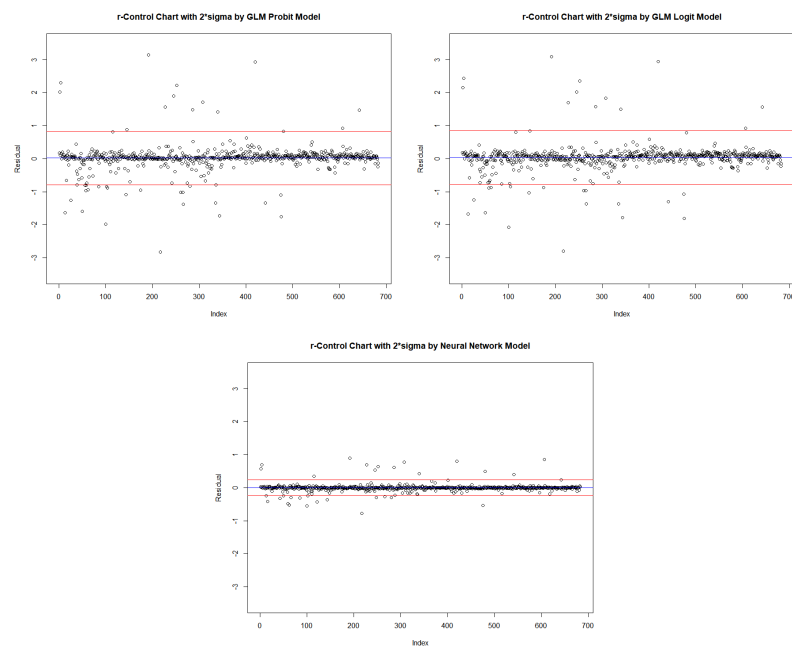 r-Control Chart with 2*sigma by GLM Probit Model
Residual
3
2
1
0
-1
-2
-3
0 100 200 300 400 500 600 700
Index
r-Control Chart with 2*sigma by GLM Logit Model
Residual
3
2
1
0
-1
-2
-3
0 100 200 300 400 500 600 700
Index
r-Control Chart with 2*sigma by Neural Network Model
Residual
3
2
1
0
-1
-2
-3
0 100 200 300 400 500 600 700
Index